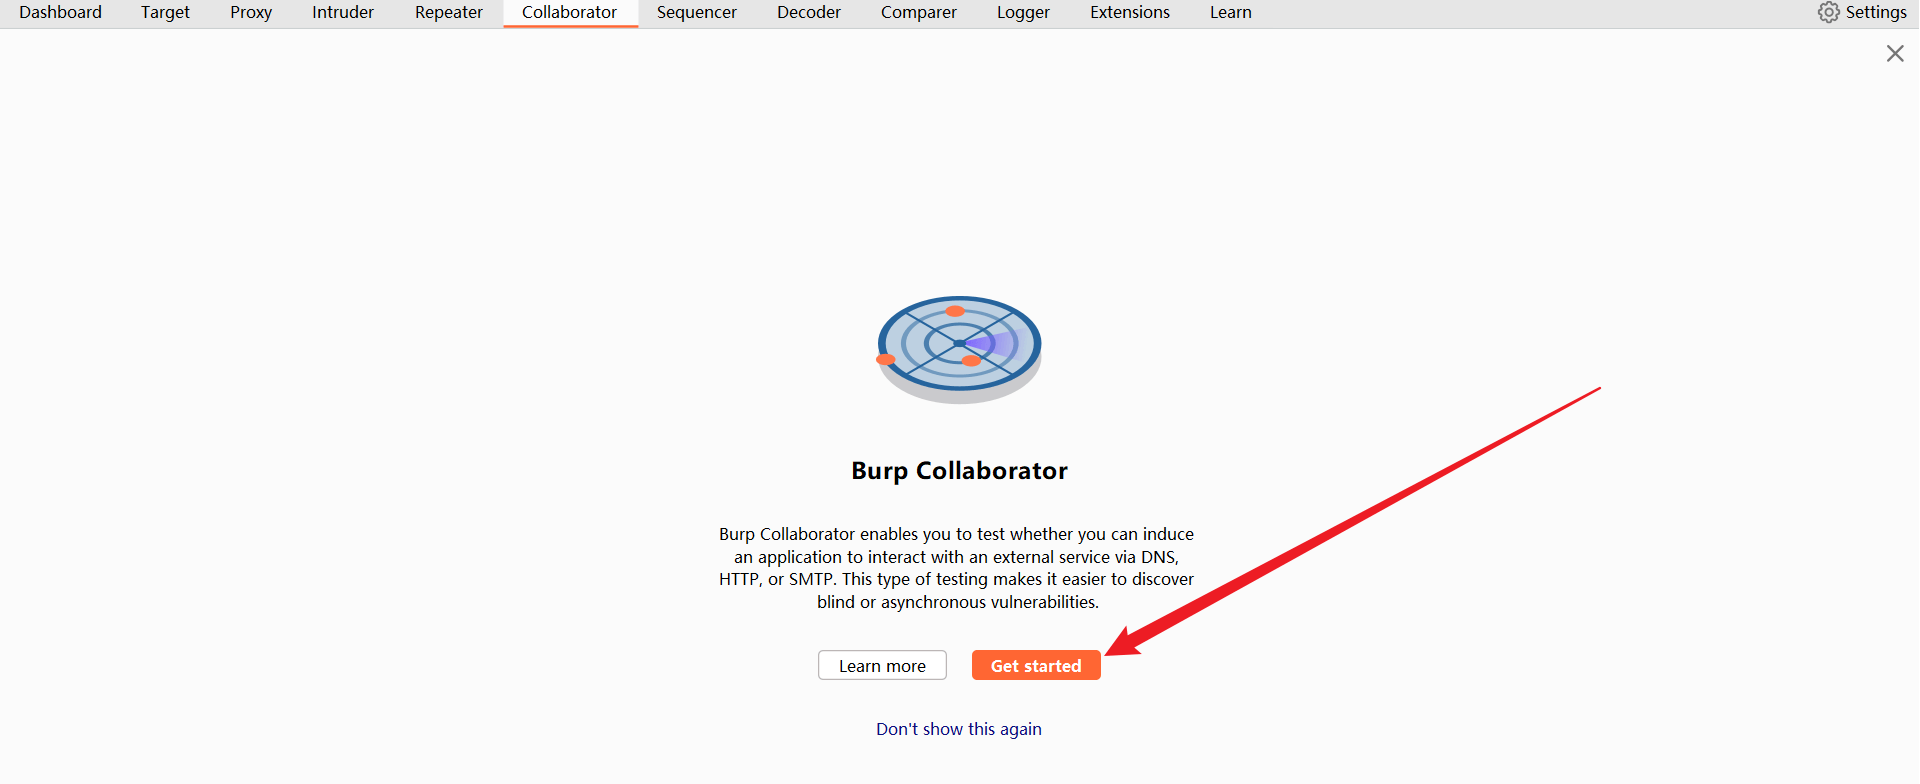 Dashboard Target Proxy Intruder Repeater Collaborator Sequencer Decoder Comparer Logger Extensions Learn Settings
Burp Collaborator
Burp Collaborator enables you to test whether you can induce
an application to interact with an external service via DNS,
HTTP, or SMTP. This type of testing makes it easier to discover
blind or asynchronous vulnerabilities.
Learn more Get started
Don't show this again